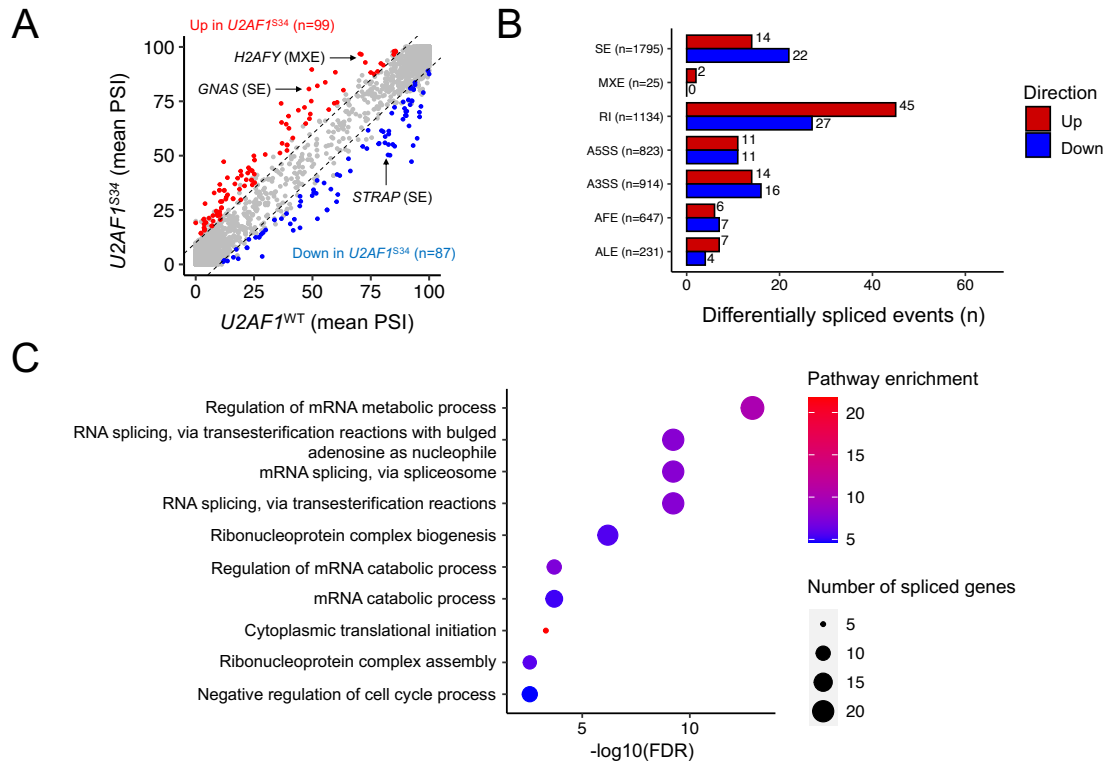 A
Up in U2AF1S34 (n=99)
U2AF1S34 (mean PSI)
100
75
50
25
0
H2AFY (MXE)
GNAS (SE)
STRAP (SE)
Down in U2AF1S34 (n=87)
0
25
50
75
100
U2AF1WT (mean PSI)
B
SE (n=1795)
MXE (n=25)
RI (n=1134)
A5SS (n=823)
A3SS (n=914)
AFE (n=647)
ALE (n=231)
14
22
2
0
45
27
11
11
14
16
6
7
7
4
0
20
40
60
Differentially spliced events (n)
Direction
Up
Down
C
Regulation of mRNA metabolic process
RNA splicing, via transesterification reactions with bulged
adenosine as nucleophile
mRNA splicing, via spliceosome
RNA splicing, via transesterification reactions
Ribonucleoprotein complex biogenesis
Regulation of mRNA catabolic process
mRNA catabolic process
Cytoplasmic translational initiation
Ribonucleoprotein complex assembly
Negative regulation of cell cycle process
5
10
-log10(FDR)
Pathway enrichment
20
15
10
5
Number of spliced genes
5
10
15
20